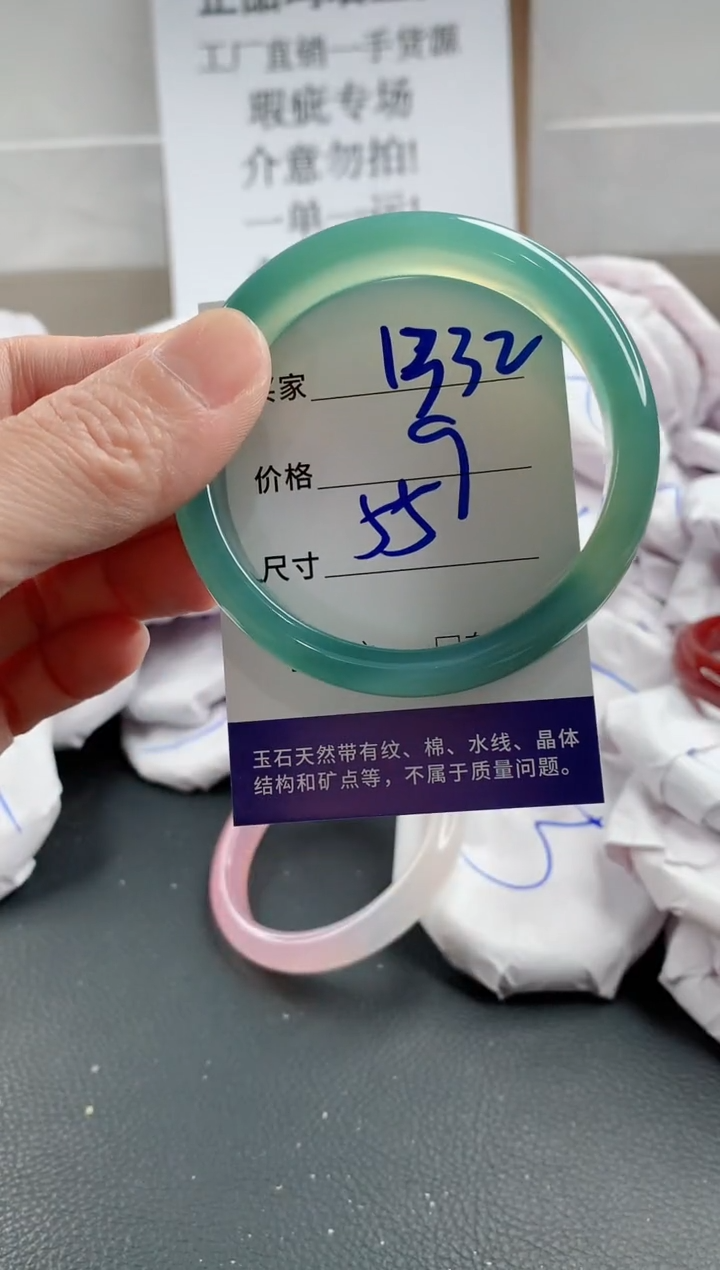 工厂直销一手货源
瑕疵专场
介意勿拍!
家 1332
价格 9
尺寸 55
玉石天然带有纹、棉、水线、晶体
结构和矿点等，不属于质量问题。